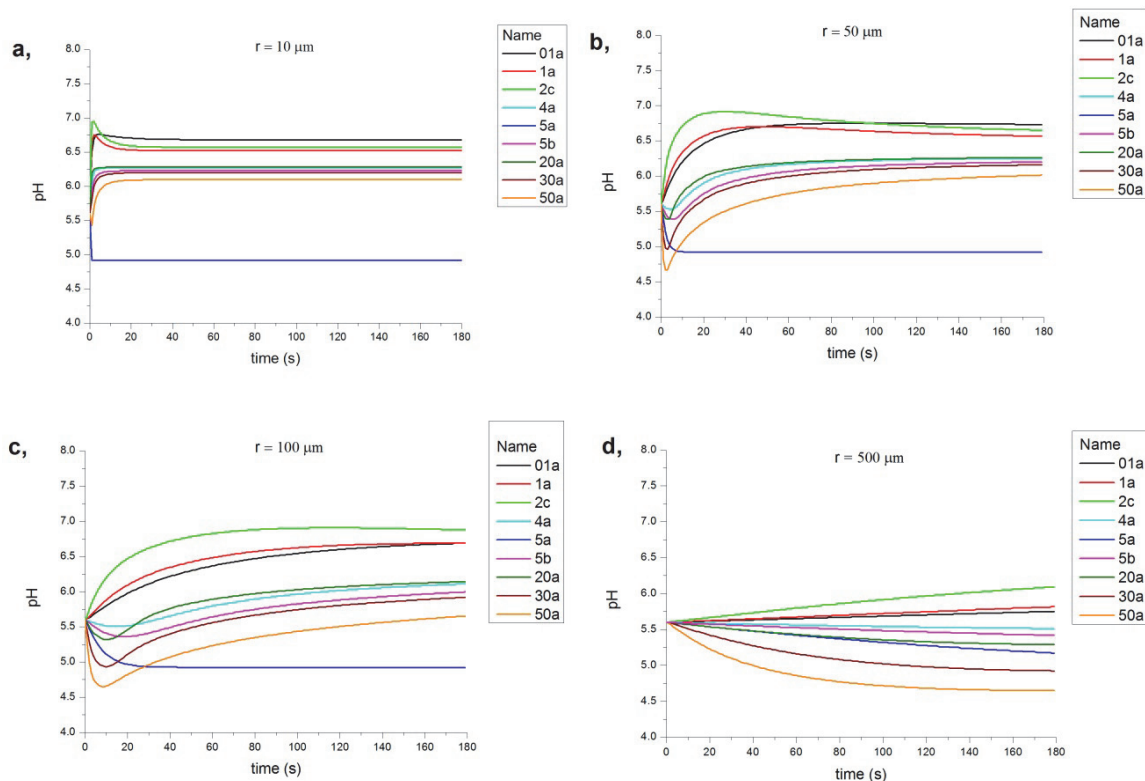 a,
r = 10 μm
Name
01a
1a
2c
4a
5a
5b
20a
30a
50a
8.0
7.5
7.0
6.5
6.0
5.5
5.0
4.5
4.0
pH
0 20 40 60 80 100 120 140 160 180
time (s)
b,
r = 50 μm
Name
01a
1a
2c
4a
5a
5b
20a
30a
50a
8.0
7.5
7.0
6.5
6.0
5.5
5.0
4.5
4.0
pH
0 20 40 60 80 100 120 140 160 180
time (s)
c,
r = 100 μm
Name
01a
1a
2c
4a
5a
5b
20a
30a
50a
8.0
7.5
7.0
6.5
6.0
5.5
5.0
4.5
4.0
pH
0 20 40 60 80 100 120 140 160 180
time (s)
d,
r = 500 μm
Name
01a
1a
2c
4a
5a
5b
20a
30a
50a
8.0
7.5
7.0
6.5
6.0
5.5
5.0
4.5
4.0
pH
0 20 40 60 80 100 120 140 160 180
time (s)